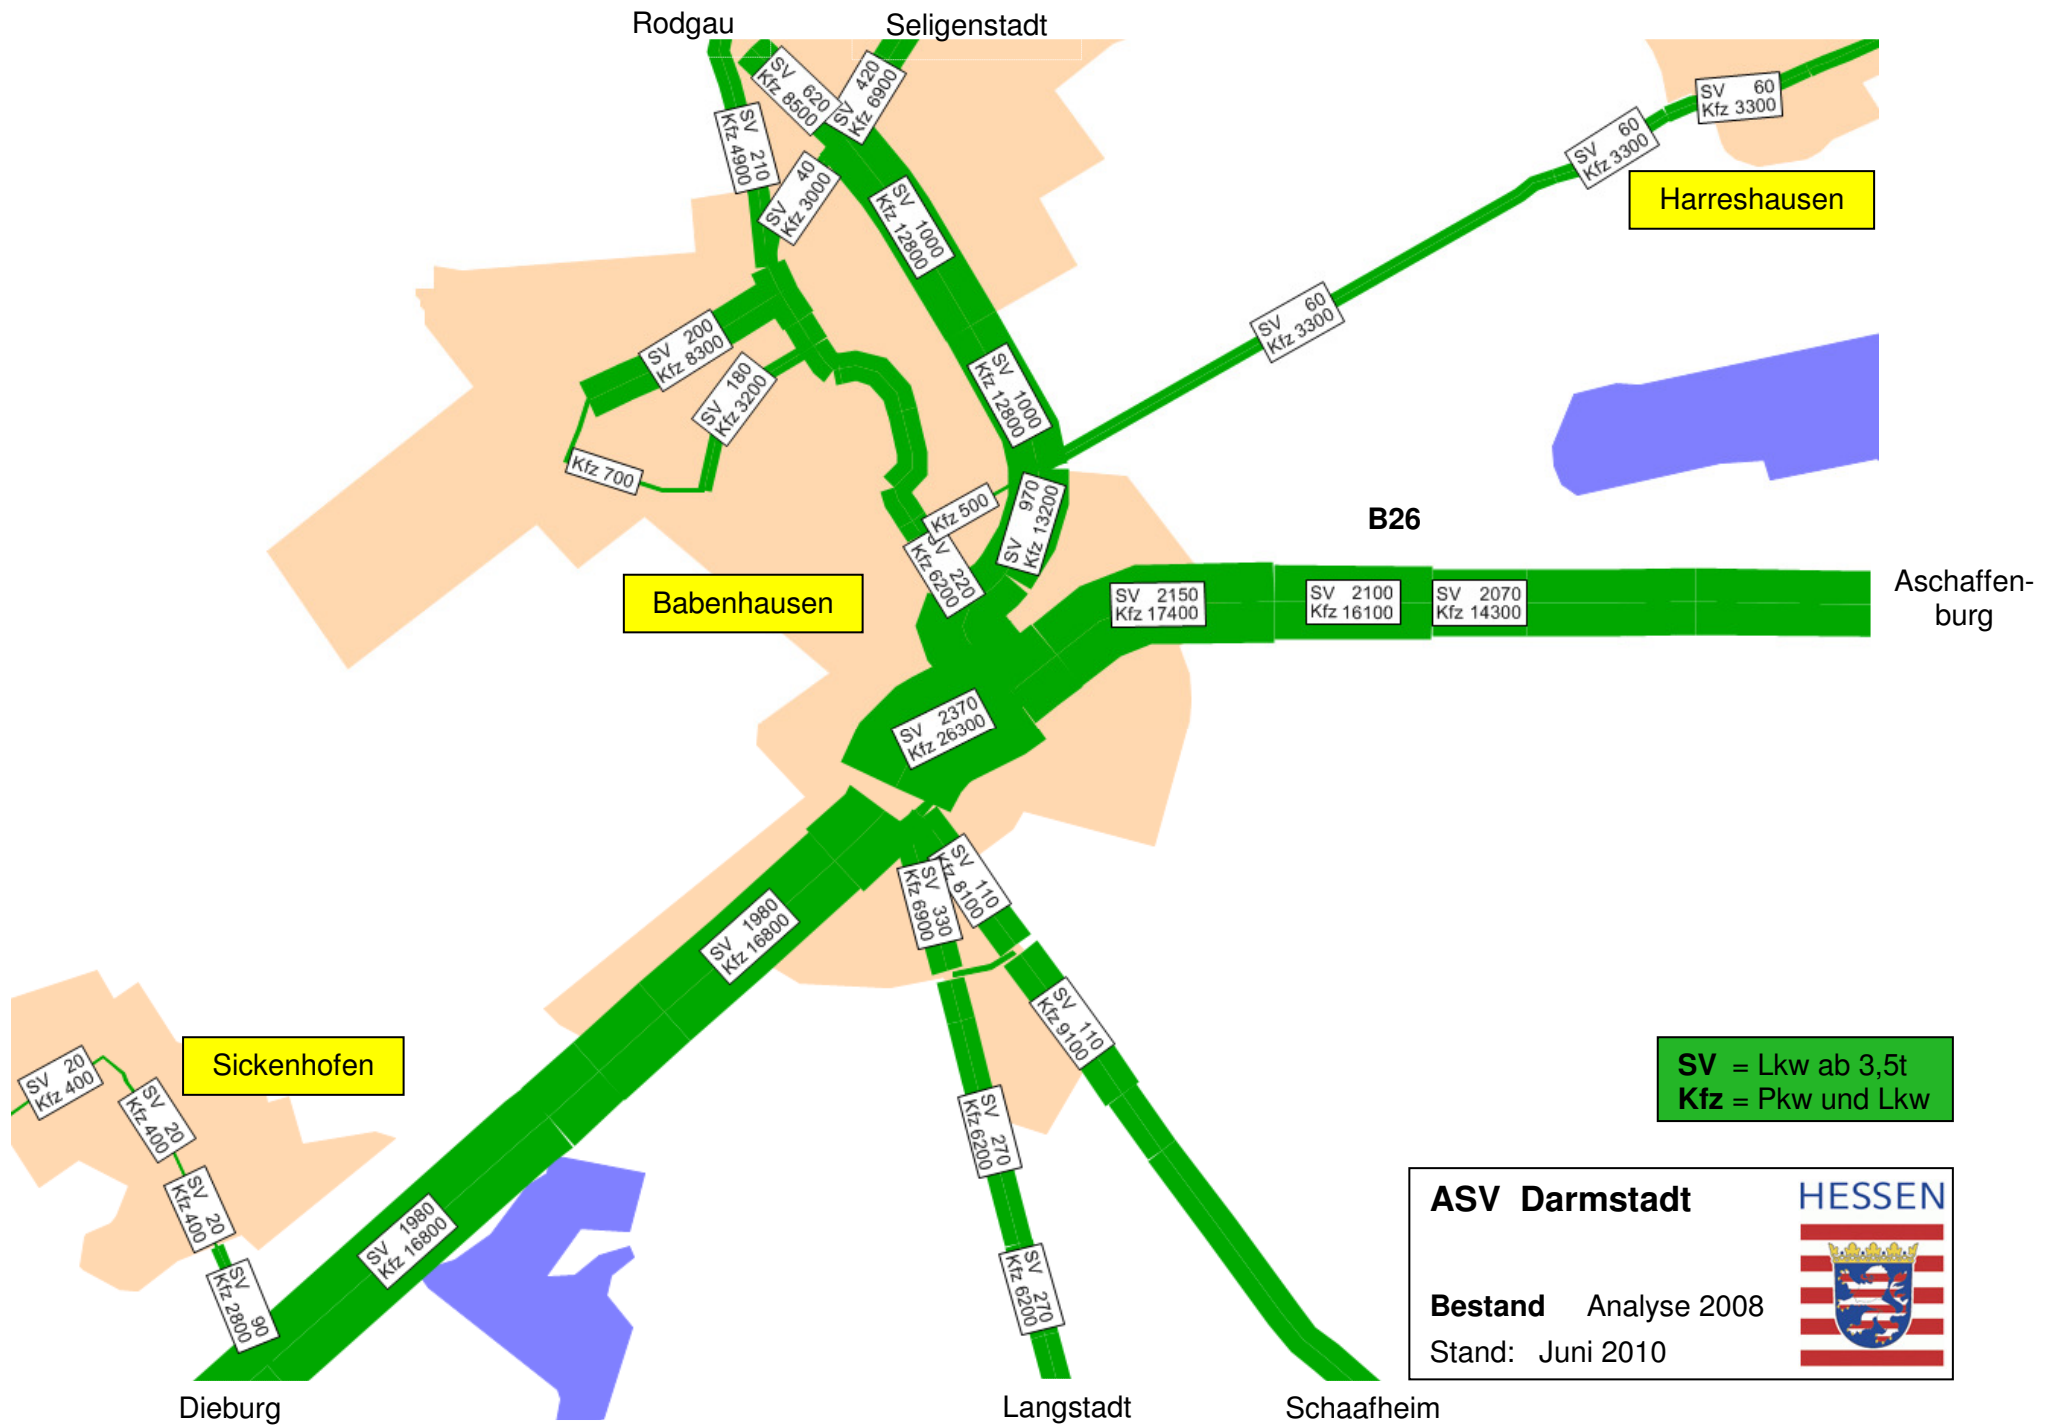 Rodgau
Seligenstadt
SV 620
Kfz 8500
SV 420
Kfz 6900
SV 60
Kfz 3300
SV 210
Kfz 4900
SV 60
Kfz 3300
SV 40
Kfz 3000
Harreshausen
SV 1000
Kfz 12800
SV 60
Kfz 3300
SV 200
Kfz 8300
SV 180
Kfz 3200
SV 1000
Kfz 12800
Kfz 700
Kfz 500
SV 970
Kfz 13200
B26
SV 220
Kfz 6200
Babenhausen
SV 2150
Kfz 17400
SV 2100
Kfz 16100
SV 2070
Kfz 14300
Aschaffen-
burg
SV 2370
Kfz 26300
SV 110
Kfz 8100
SV 330
Kfz 6900
SV 1980
Kfz 16800
SV 110
Kfz 9100
Sickenhofen
SV 20
Kfz 400
SV 20
Kfz 400
SV 270
Kfz 6200
SV 20
Kfz 400
SV 1980
Kfz 16800
SV 90
Kfz 2800
SV 270
Kfz 6200
SV = Lkw ab 3,5t
Kfz = Pkw und Lkw
ASV Darmstadt
HESSEN
Bestand Analyse 2008
Stand: Juni 2010
Dieburg
Langstadt
Schaafheim